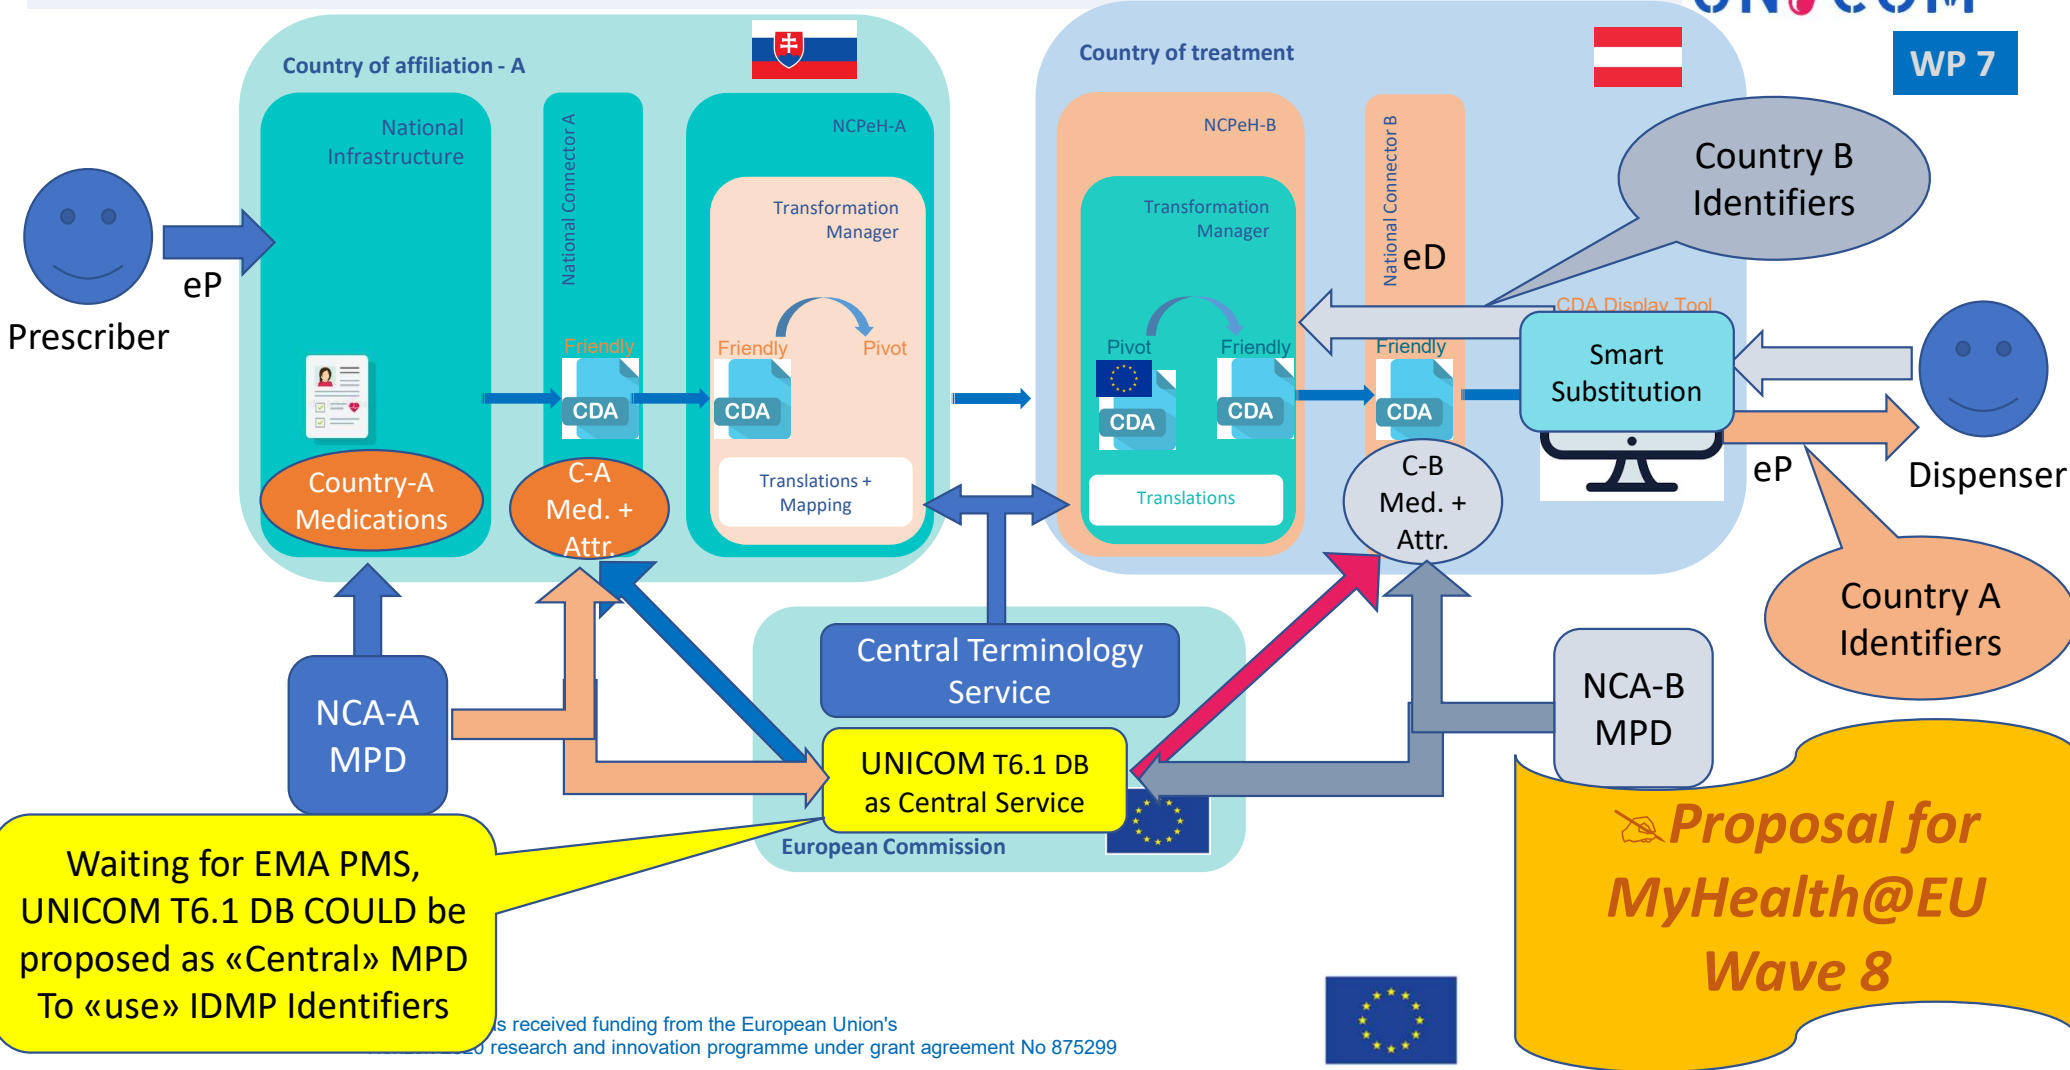 UNICOM
WP 7
Country of affiliation - A
Country of treatment
National
Infrastructure
National Connector A
NCPeH-A
NCPeH-B
National Connector B
Transformation
Manager
Transformation
Manager
Country B
Identifiers
eP
Prescriber
eD
CDA Display Tool
Friendly
Friendly
Pivot
Pivot
Friendly
Friendly
Smart
Substitution
CDA
CDA
CDA
CDA
CDA
eP
Dispenser
Country-A
Medications
C-A
Med. +
Attr.
Translations +
Mapping
Translations
C-B
Med. +
Attr.
Country A
Identifiers
Central Terminology
Service
NCA-A
MPD
NCA-B
MPD
UNICOM T6.1 DB
as Central Service
European Commission
Waiting for EMA PMS,
UNICOM T6.1 DB COULD be
proposed as «Central» MPD
To «use» IDMP Identifiers
Proposal for
MyHealth@EU
Wave 8
s received funding from the European Union's
research and innovation programme under grant agreement No 875299